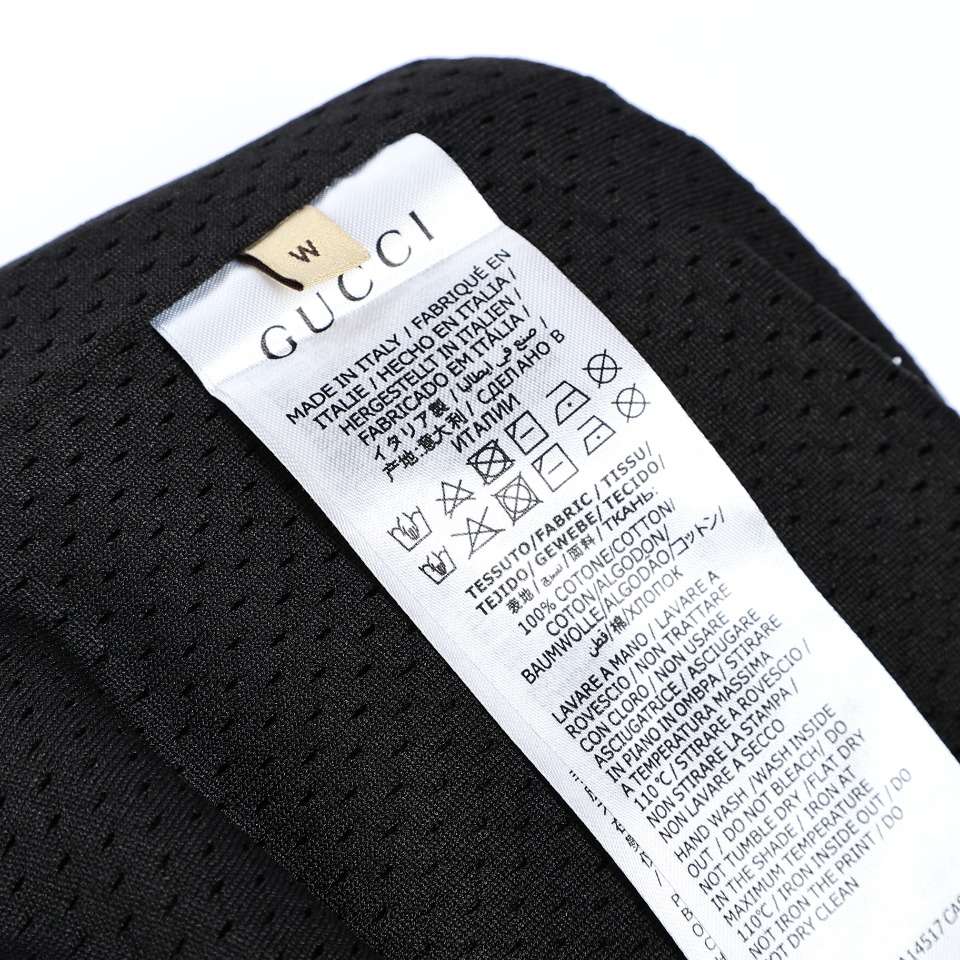 W
GUCCI
MADE IN ITALY / FABRIQUÉ EN
ITALIE / HECHO EN ITALIA /
HERGESTELLT IN ITALIEN /
FABRICADO EM ITÁLIA /
イタリア製 / صنع في إيطاليا /
产地:意大利 / СДЕЛАНО В
ИТАЛИИ
TESSUTO/FABRIC / TISSU/
TEJIDO/ GEWEBE/ TECIDO/
表地/ نسيج / 面料/ ТКАНЬ:
100% COTONE/COTTON/
COTON/ALGODON/
BAUMWOLLE/ALGODÃO/コットン/
قطن/棉/ХЛОПОК
LAVARE A MANO / LAVARE A
ROVESCIO / NON TRATTARE
CON CLORO / NON USARE
ASCIUGATRICE / ASCIUGARE
IN PIANO IN OMBRA / STIRARE
A TEMPERATURA MASSIMA
110 °C / STIRARE A ROVESCIO /
NON STIRARE LA STAMPA /
NON LAVARE A SECCO
HAND WASH /WASH INSIDE
OUT / DO NOT BLEACH/ DO
NOT TUMBLE DRY /FLAT DRY
IN THE SHADE / IRON AT
MAXIMUM TEMPERATURE
110°C / IRON INSIDE OUT / DO
NOT IRON THE PRINT / DO
NOT DRY CLEAN
A14517 CAS